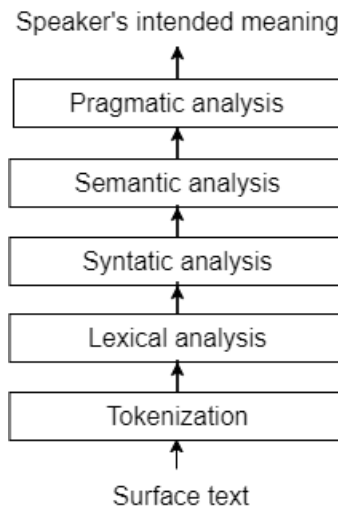 Speaker's intended meaning
Pragmatic analysis
Semantic analysis
Syntatic analysis
Lexical analysis
Tokenization
Surface text